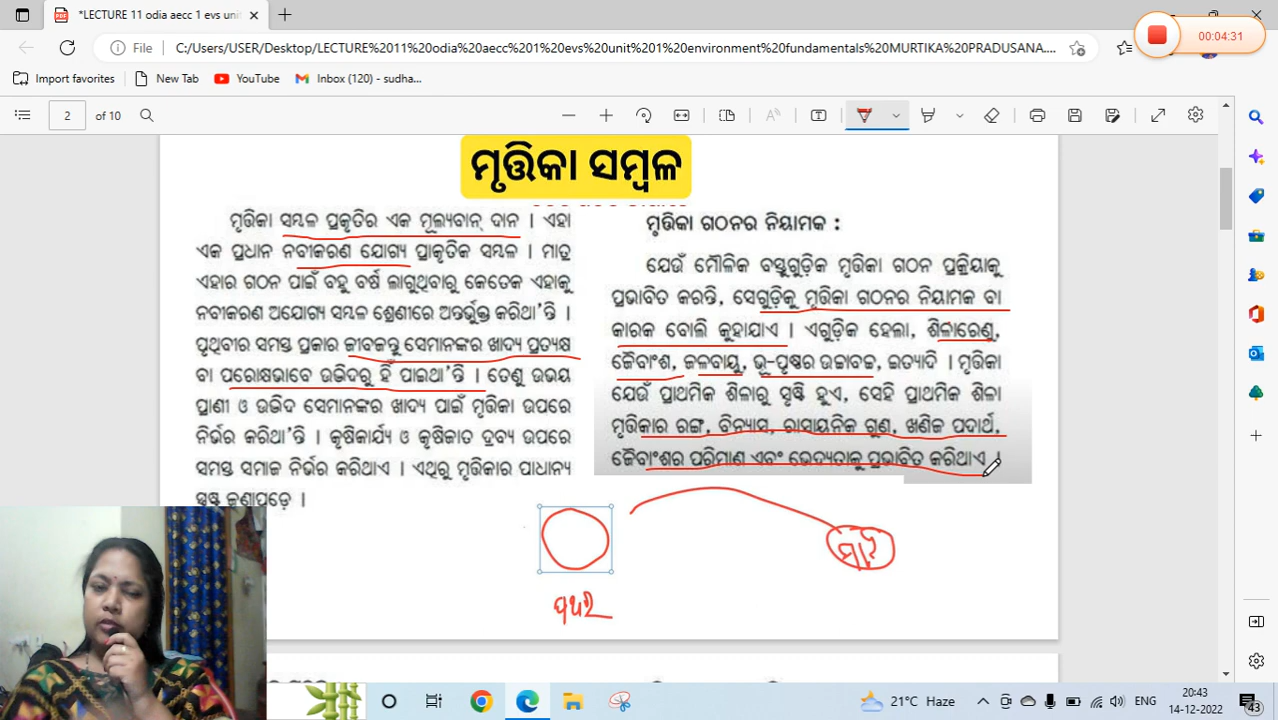 *LECTURE 11 odia aecc 1 evs uni
00:04:31
File C:/Users/USER/Desktop/LECTURE%2011%20odia%20aecc%201%20evs%20unit%201%20environment%20fundamentals%20MURTIKA%20PRADUSANA....
Import favorites New Tab YouTube Inbox (120) - sudha...
2 of 10
ମୃତ୍ତିକା ସମ୍ବଳ
ମୃତ୍ତିକା ସମ୍ବଳ ପ୍ରକୃତିର ଏକ ମୂଲ୍ୟବାନ୍ ଦାନ । ଏହା
ଏକ ପ୍ରଧାନ ନବୀକରଣ ଯୋଗ୍ୟ ପ୍ରାକୃତିକ ସମ୍ବଳ । ମାତ୍ର
ଏହାର ଗଠନ ପାଇଁ ବହୁ ବର୍ଷ ଲାଗୁଥିବାରୁ କେତେକ ଏହାକୁ
ନବୀକରଣ ଅଯୋଗ୍ୟ ସମ୍ବଳ ଶ୍ରେଣୀରେ ଅନ୍ତର୍ଭୁକ୍ତ କରିଥା'ନ୍ତି ।
ପୃଥିବୀର ସମସ୍ତ ପ୍ରକାର ଜୀବଜନ୍ତୁ ସେମାନଙ୍କର ଖାଦ୍ୟ ପ୍ରତ୍ୟକ୍ଷ
ବା ପରୋକ୍ଷଭାବେ ଉଦ୍ଭିଦରୁ ହିଁ ପାଇଥା'ନ୍ତି । ତେଣୁ ଉଭୟ
ପ୍ରାଣୀ ଓ ଉଦ୍ଭିଦ ସେମାନଙ୍କର ଖାଦ୍ୟ ପାଇଁ ମୃତ୍ତିକା ଉପରେ
ନିର୍ଭର କରିଥା'ନ୍ତି । କୃଷିକାର୍ଯ୍ୟ ଓ କୃଷିଜାତ ଦ୍ରବ୍ୟ ଉପରେ
ସମସ୍ତ ସମାଜ ନିର୍ଭର କରିଥାଏ । ଏଥିରୁ ମୃତ୍ତିକାର ପ୍ରାଧାନ୍ୟ
ସ୍ପଷ୍ଟ ଜଣାପଡ଼େ ।
ମୃତ୍ତିକା ଗଠନର ନିୟାମକ :
ଯେଉଁ ମୌଳିକ ବସ୍ତୁଗୁଡ଼ିକ ମୃତ୍ତିକା ଗଠନ ପ୍ରକ୍ରିୟାକୁ
ପ୍ରଭାବିତ କରନ୍ତି, ସେଗୁଡ଼ିକୁ ମୃତ୍ତିକା ଗଠନର ନିୟାମକ ବା
କାରକ ବୋଲି କୁହାଯାଏ । ଏଗୁଡ଼ିକ ହେଲା, ଶିଳାରେଣୁ,
ଜୈବାଂଶ, ଜଳବାୟୁ, ଭୂ-ପୃଷ୍ଠର ଉଚ୍ଚାବଚ୍ଚ, ଇତ୍ୟାଦି । ମୃତ୍ତିକା
ଯେଉଁ ପ୍ରାଥମିକ ଶିଳାରୁ ସୃଷ୍ଟି ହୁଏ, ସେହି ପ୍ରାଥମିକ ଶିଳା
ମୃତ୍ତିକାର ରଙ୍ଗ, ବିନ୍ୟାସ, ରାସାୟନିକ ଗୁଣ, ଖଣିଜ ପଦାର୍ଥ,
ଜୈବାଂଶର ପରିମାଣ ଏବଂ ଭେଦ୍ୟତାକୁ ପ୍ରଭାବିତ କରିଥାଏ ।
ମାଟି
ପଥର
21°C Haze
ENG
20:43
14-12-2022
43